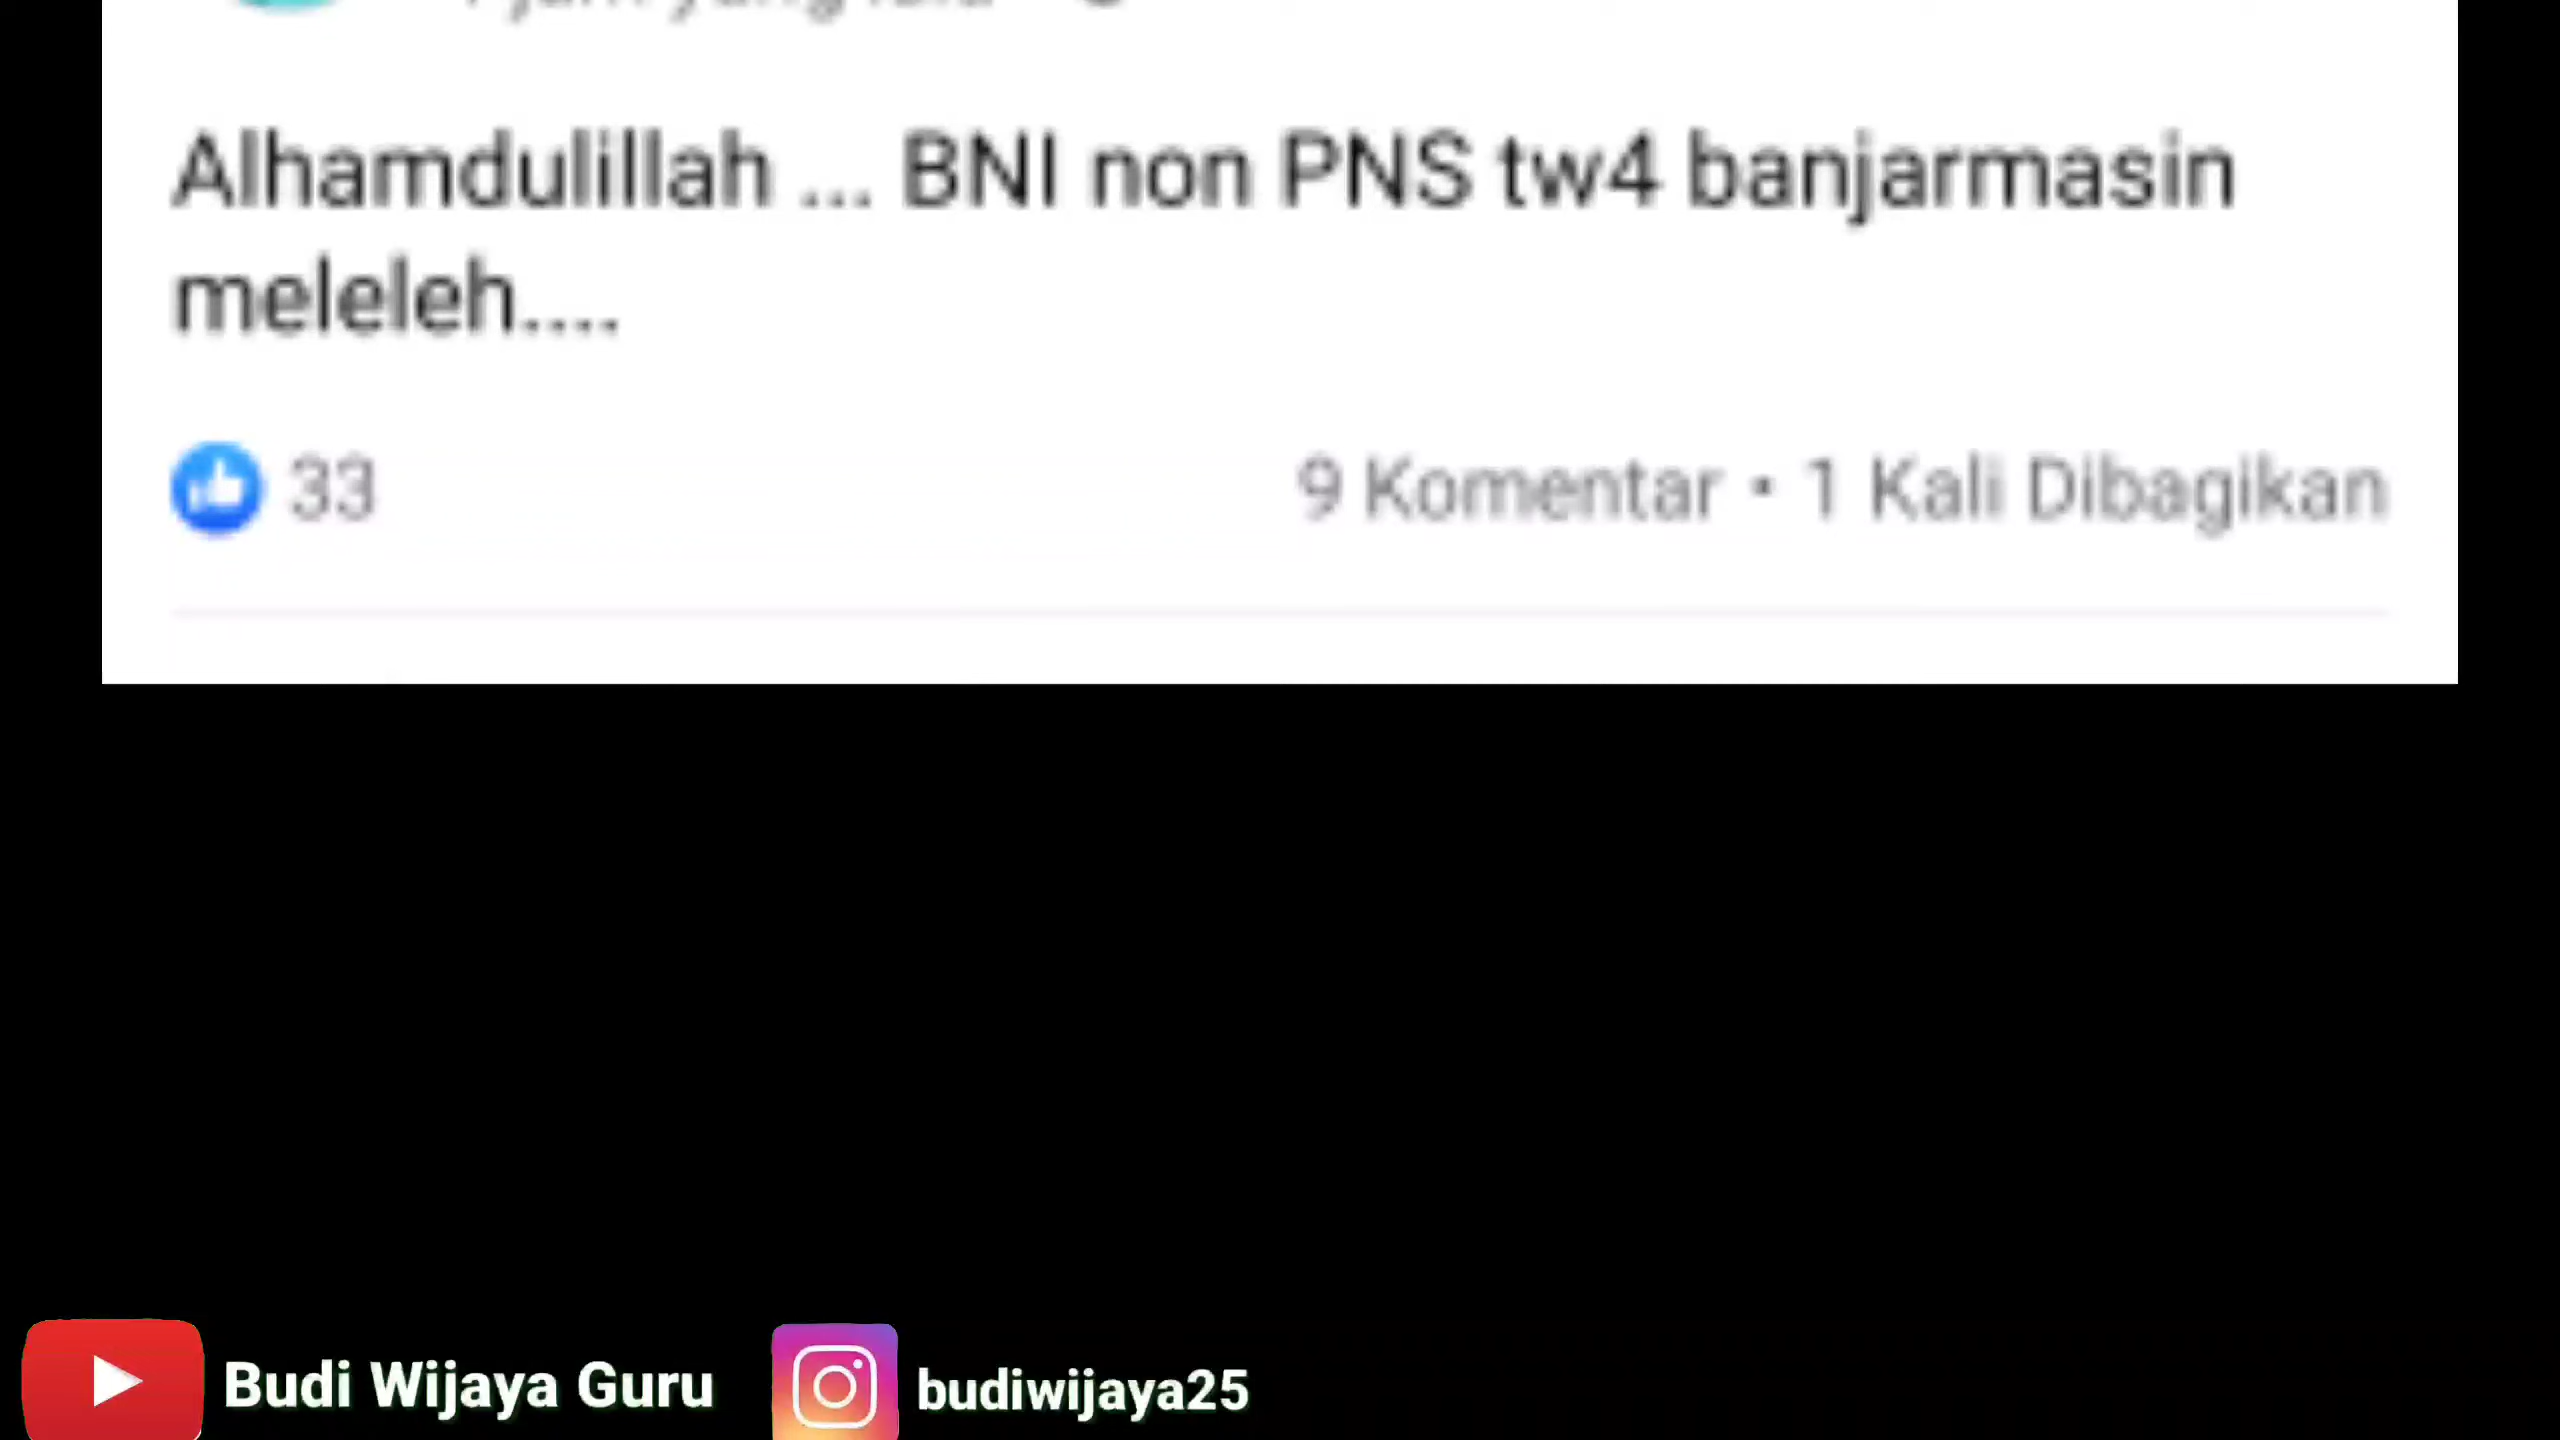 Alhamdulillah ... BNI non PNS tw4 banjarmasin
meleleh....
33
9 Komentar • 1 Kali Dibagikan
Budi Wijaya Guru
budiwijaya25